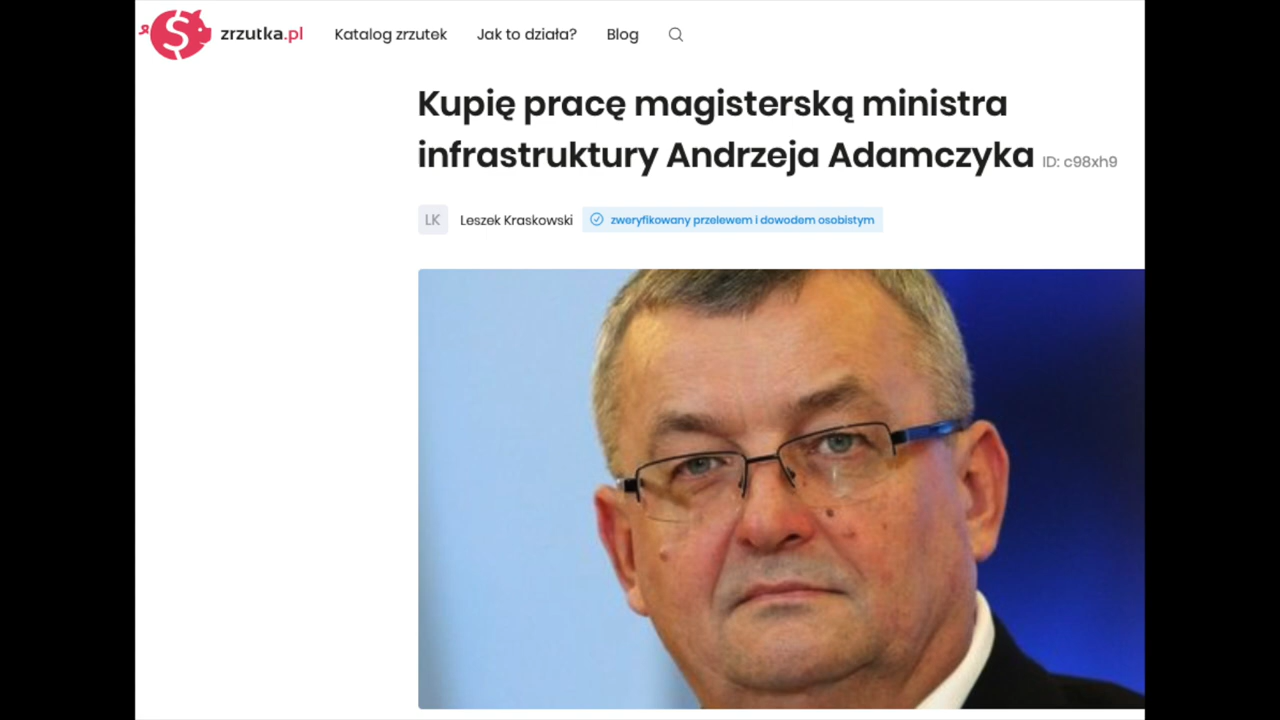 zrzutka.pl Katalog zrzutek Jak to działa? Blog
Kupię pracę magisterską ministra
infrastruktury Andrzeja Adamczyka ID: c98xh9
LK Leszek Kraskowski zweryfikowany przelewem i dowodem osobistym